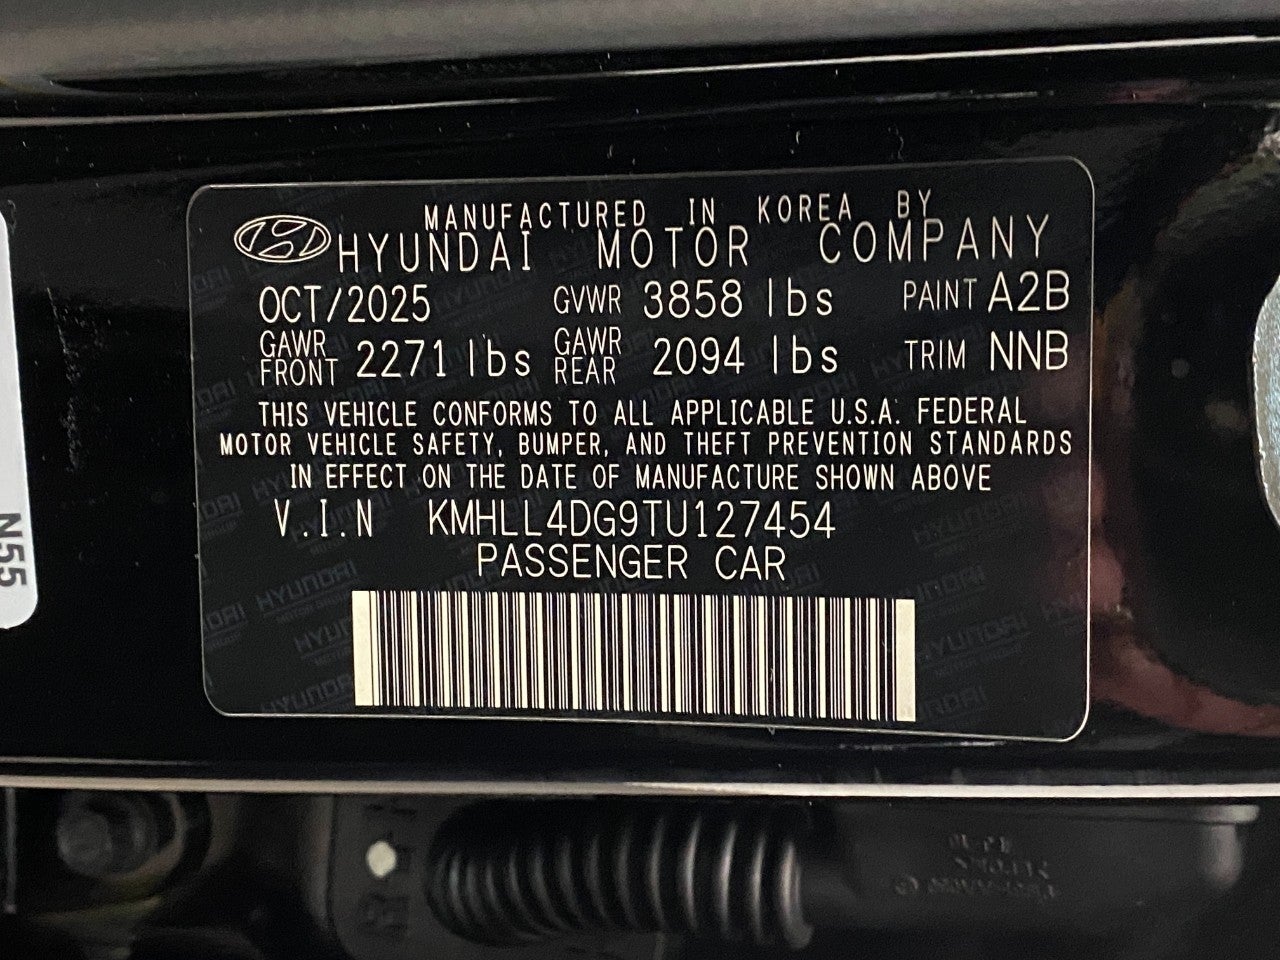 MANUFACTURED IN KOREA BY
HYUNDAI MOTOR COMPANY
OCT/2025 GVWR 3858 lbs PAINT A2B
GAWR FRONT 2271 lbs GAWR REAR 2094 lbs TRIM NNB
THIS VEHICLE CONFORMS TO ALL APPLICABLE U.S.A. FEDERAL
MOTOR VEHICLE SAFETY, BUMPER, AND THEFT PREVENTION STANDARDS
IN EFFECT ON THE DATE OF MANUFACTURE SHOWN ABOVE
V.I.N KMHLL4DG9TU127454
PASSENGER CAR
N55